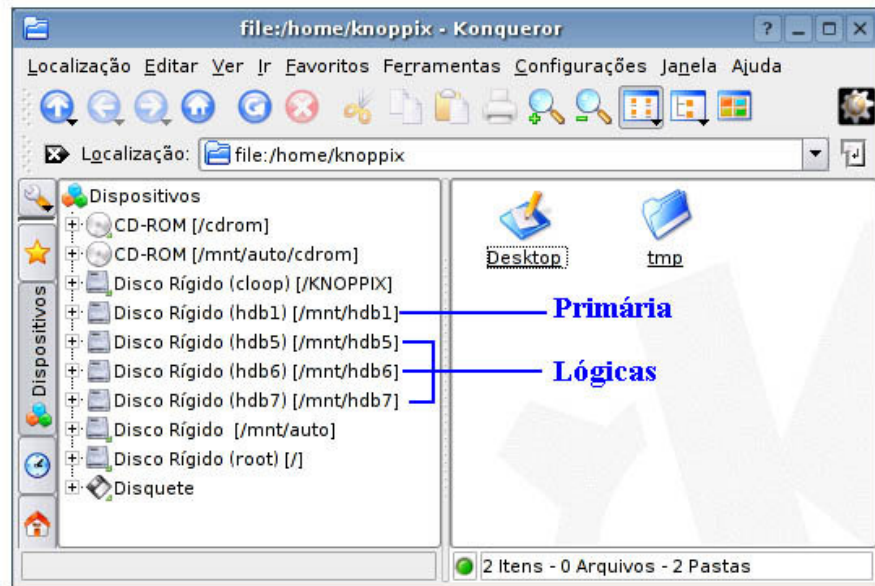 file:/home/knoppix - Konqueror
Localização Editar Ver Ir Favoritos Ferramentas Configurações Janela Ajuda
Localização: file:/home/knoppix
Dispositivos
Dispositivos
CD-ROM [/cdrom]
CD-ROM [/mnt/auto/cdrom]
Disco Rígido (cloop) [/KNOPPIX]
Disco Rígido (hdb1) [/mnt/hdb1]
Disco Rígido (hdb5) [/mnt/hdb5]
Disco Rígido (hdb6) [/mnt/hdb6]
Disco Rígido (hdb7) [/mnt/hdb7]
Disco Rígido [/mnt/auto]
Disco Rígido (root) [/]
Disquete
Desktop
tmp
Primária
Lógicas
2 Itens - 0 Arquivos - 2 Pastas